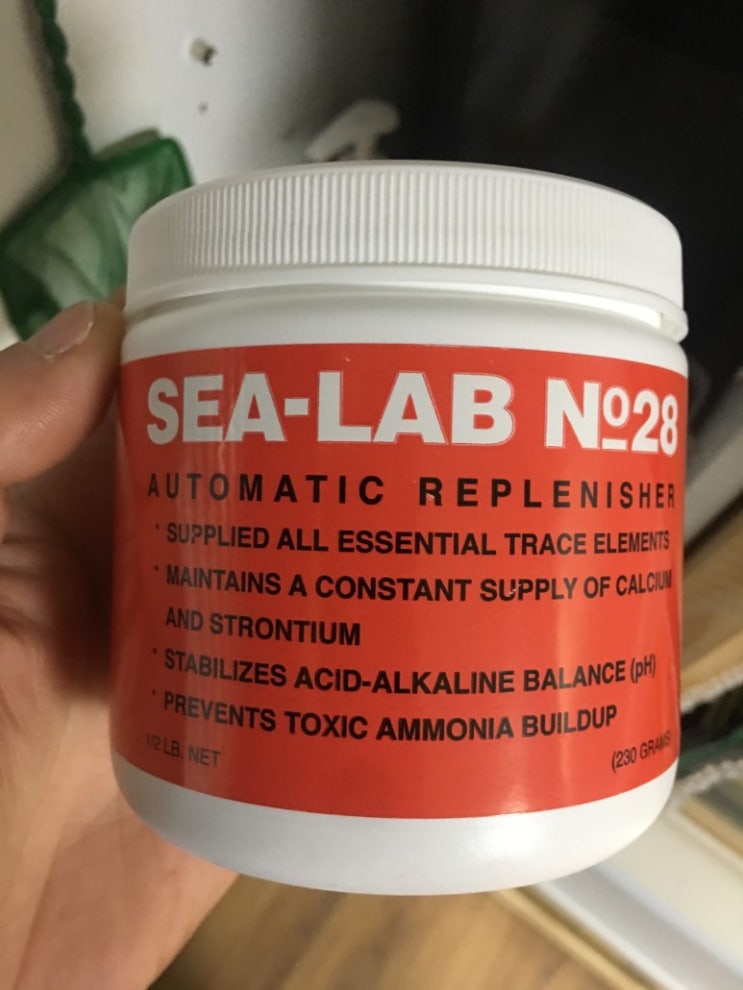 SEA-LAB Nº28
AUTOMATIC REPLENISHER
• SUPPLIED ALL ESSENTIAL TRACE ELEMENTS
• MAINTAINS A CONSTANT SUPPLY OF CALCIUM
AND STRONTIUM
• STABILIZES ACID-ALKALINE BALANCE (pH)
• PREVENTS TOXIC AMMONIA BUILDUP
1/2 LB. NET (230 GRAMS)